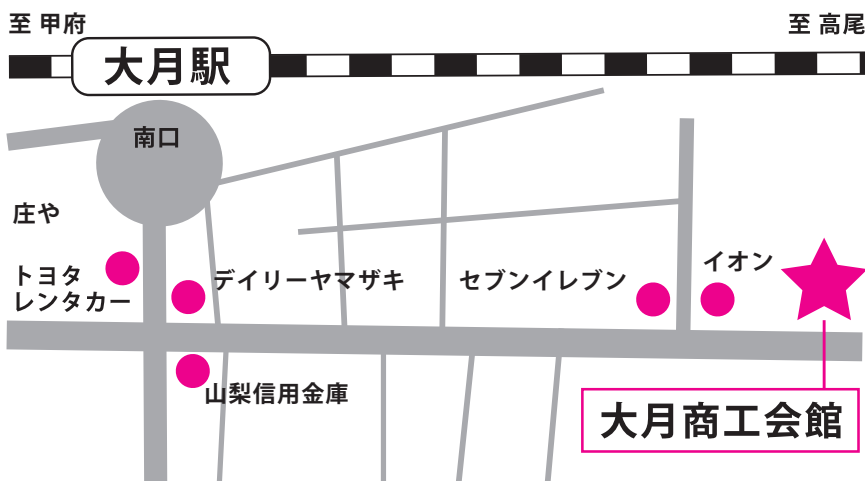 至 甲府
至 高尾
大月駅
南口
庄や
トヨタ
レンタカー
デイリーヤマザキ
セブンイレブン
イオン
山梨信用金庫
大月商工会館